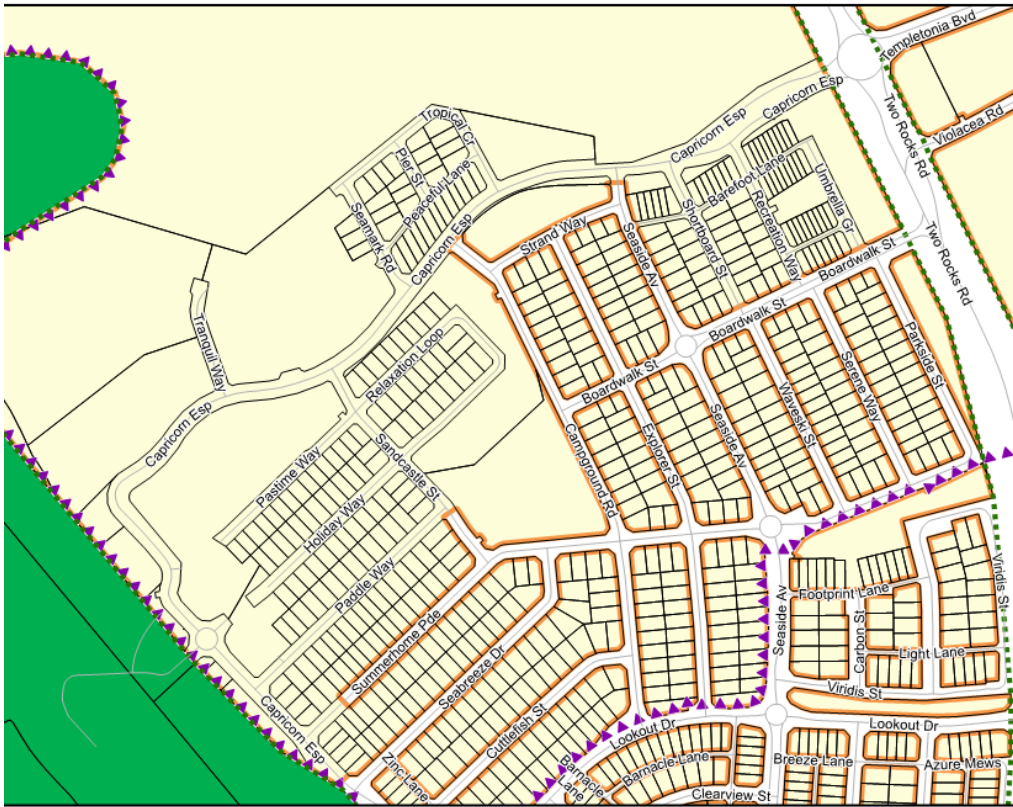 Templetonia Bvd
Capricorn Esp
Two Rocks Rd
Violacea Rd
Tropical Cr
Capricorn Esp
Pier St
Peaceful Lane
Barefoot Lane
Seamark Rd
Umbrella Gr
Shortboard St
Recreation Way
Strand Way
Seaside Av
Capricorn Esp
Boardwalk St
Two Rocks Rd
Tranquil Way
Relaxation Loop
Boardwalk St
Parkside St
Boardwalk St
Serene Way
Waveski St
Capricorn Esp
Seaside Av
Explorer St
Campground Rd
Pastime Way
Sandcastle St
Holiday Way
Paddle Way
Viridis St
Footprint Lane
Seaside Av
Carbon St
Summerhome Pde
Seabreeze Dr
Light Lane
Viridis St
Cuttlefish St
Capricorn Esp
Lookout Dr
Lookout Dr
Zinc Lane
Barnacle
Lane
Barnacle Lane
Breeze Lane
Azure Mews
Clearview St